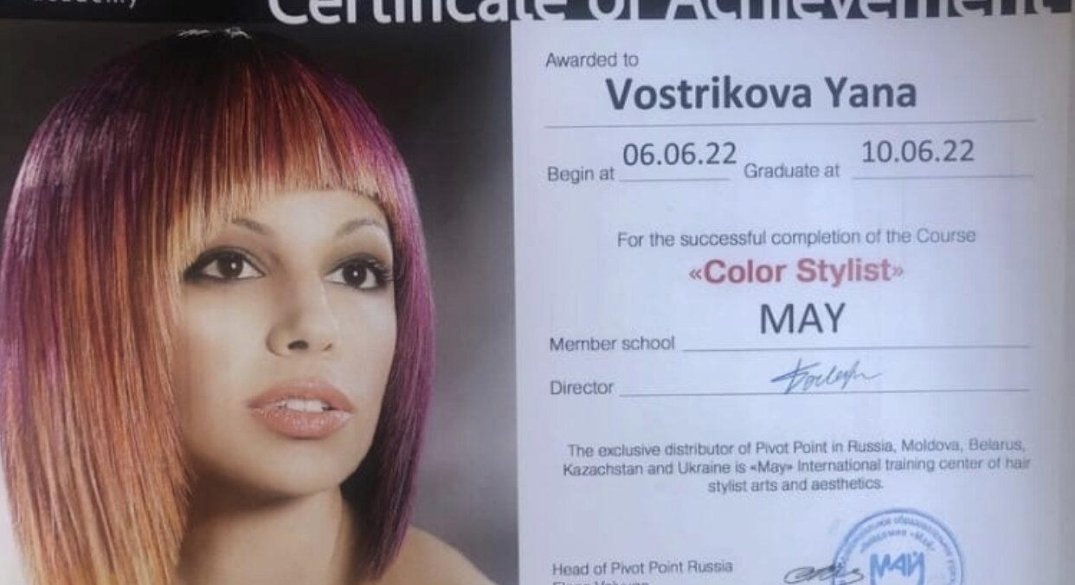 Certificate of Achievement
Awarded to
Vostrikova Yana
Begin at 06.06.22 Graduate at 10.06.22
For the successful completion of the Course
«Color Stylist»
Member school MAY
Director
The exclusive distributor of Pivot Point in Russia, Moldova, Belarus,
Kazachstan and Ukraine is «May» International training center of hair
stylist arts and aesthetics.
Head of Pivot Point Russia
МАЙ